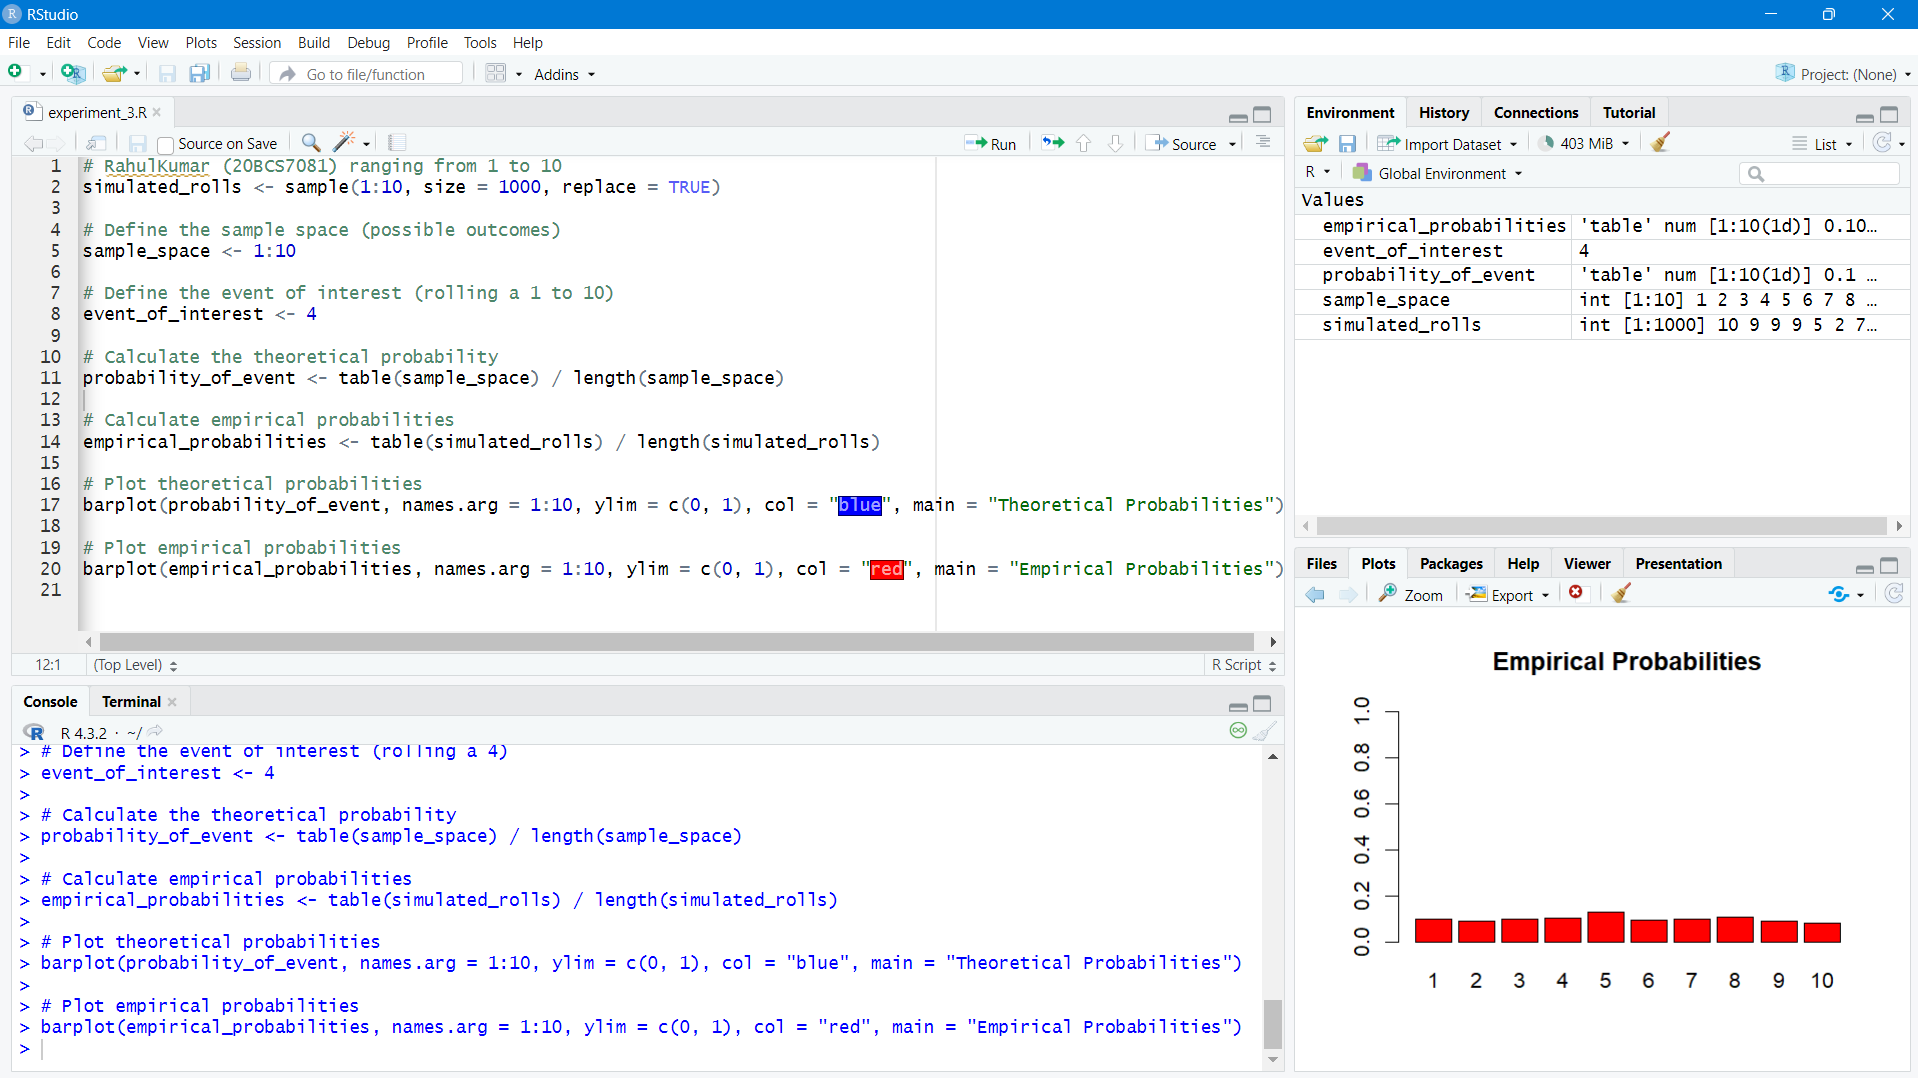 RStudio
File Edit Code View Plots Session Build Debug Profile Tools Help
Go to file/function Addins Project: (None)
experiment_3.R
Source on Save Run Source
1 # RahulKumar (20BCS7081) ranging from 1 to 10
2 simulated_rolls <- sample(1:10, size = 1000, replace = TRUE)
3
4 # Define the sample space (possible outcomes)
5 sample_space <- 1:10
6
7 # Define the event of interest (rolling a 1 to 10)
8 event_of_interest <- 4
9
10 # Calculate the theoretical probability
11 probability_of_event <- table(sample_space) / length(sample_space)
12
13 # Calculate empirical probabilities
14 empirical_probabilities <- table(simulated_rolls) / length(simulated_rolls)
15
16 # Plot theoretical probabilities
17 barplot(probability_of_event, names.arg = 1:10, ylim = c(0, 1), col = "blue", main = "Theoretical Probabilities")
18
19 # Plot empirical probabilities
20 barplot(empirical_probabilities, names.arg = 1:10, ylim = c(0, 1), col = "red", main = "Empirical Probabilities")
21
12:1 (Top Level) R Script
Console Terminal
R 4.3.2 · ~/
> # Define the event of interest (rolling a 4)
> event_of_interest <- 4
>
> # Calculate the theoretical probability
> probability_of_event <- table(sample_space) / length(sample_space)
>
> # Calculate empirical probabilities
> empirical_probabilities <- table(simulated_rolls) / length(simulated_rolls)
>
> # Plot theoretical probabilities
> barplot(probability_of_event, names.arg = 1:10, ylim = c(0, 1), col = "blue", main = "Theoretical Probabilities")
>
> # Plot empirical probabilities
> barplot(empirical_probabilities, names.arg = 1:10, ylim = c(0, 1), col = "red", main = "Empirical Probabilities")
>
Environment History Connections Tutorial
Import Dataset 403 MiB List
R Global Environment
Values
empirical_probabilities 'table' num [1:10(1d)] 0.10…
event_of_interest 4
probability_of_event 'table' num [1:10(1d)] 0.1 …
sample_space int [1:10] 1 2 3 4 5 6 7 8 …
simulated_rolls int [1:1000] 10 9 9 9 5 2 7…
Files Plots Packages Help Viewer Presentation
Zoom Export
Empirical Probabilities
1.0
0.8
0.6
0.4
0.2
0.0
1 2 3 4 5 6 7 8 9 10